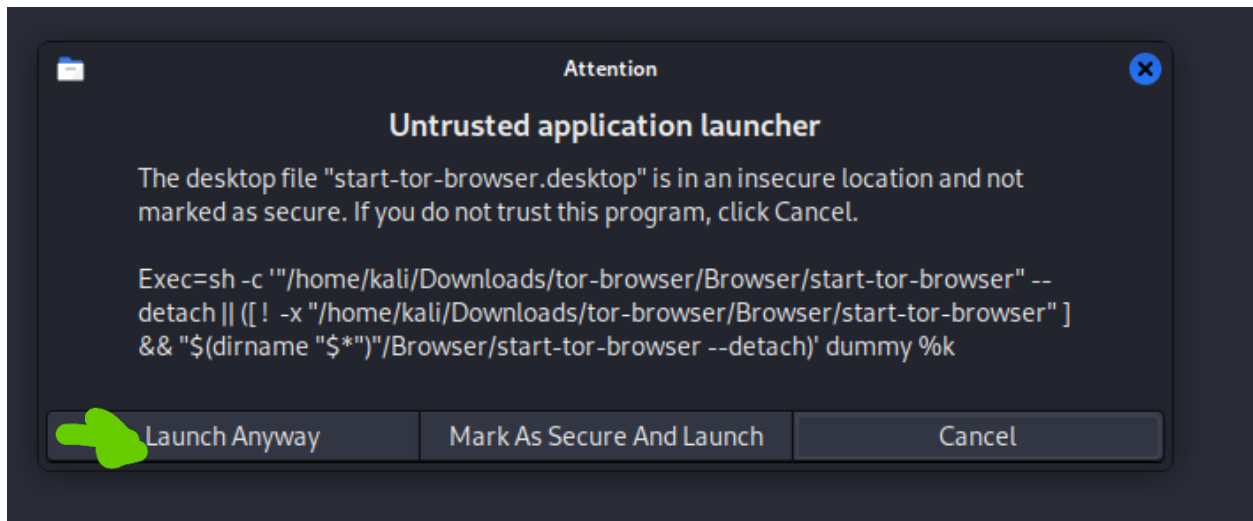 Attention
Untrusted application launcher
The desktop file "start-tor-browser.desktop" is in an insecure location and not
marked as secure. If you do not trust this program, click Cancel.
Exec=sh -c '"/home/kali/Downloads/tor-browser/Browser/start-tor-browser" --
detach || ([ ! -x "/home/kali/Downloads/tor-browser/Browser/start-tor-browser" ]
&& "$(dirname "$*")"/Browser/start-tor-browser --detach)' dummy %k
Launch Anyway Mark As Secure And Launch Cancel